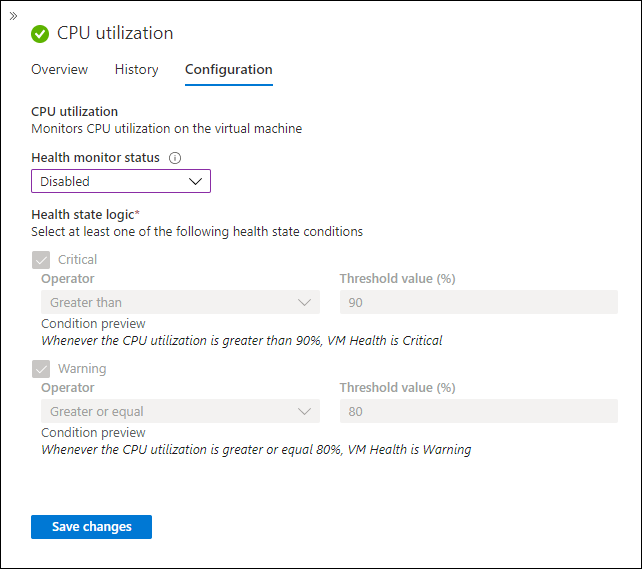 CPU utilization
Overview History Configuration
CPU utilization
Monitors CPU utilization on the virtual machine
Health monitor status
Disabled
Health state logic*
Select at least one of the following health state conditions
Critical
Operator Threshold value (%)
Greater than 90
Condition preview
Whenever the CPU utilization is greater than 90%, VM Health is Critical
Warning
Operator Threshold value (%)
Greater or equal 80
Condition preview
Whenever the CPU utilization is greater or equal 80%, VM Health is Warning
Save changes